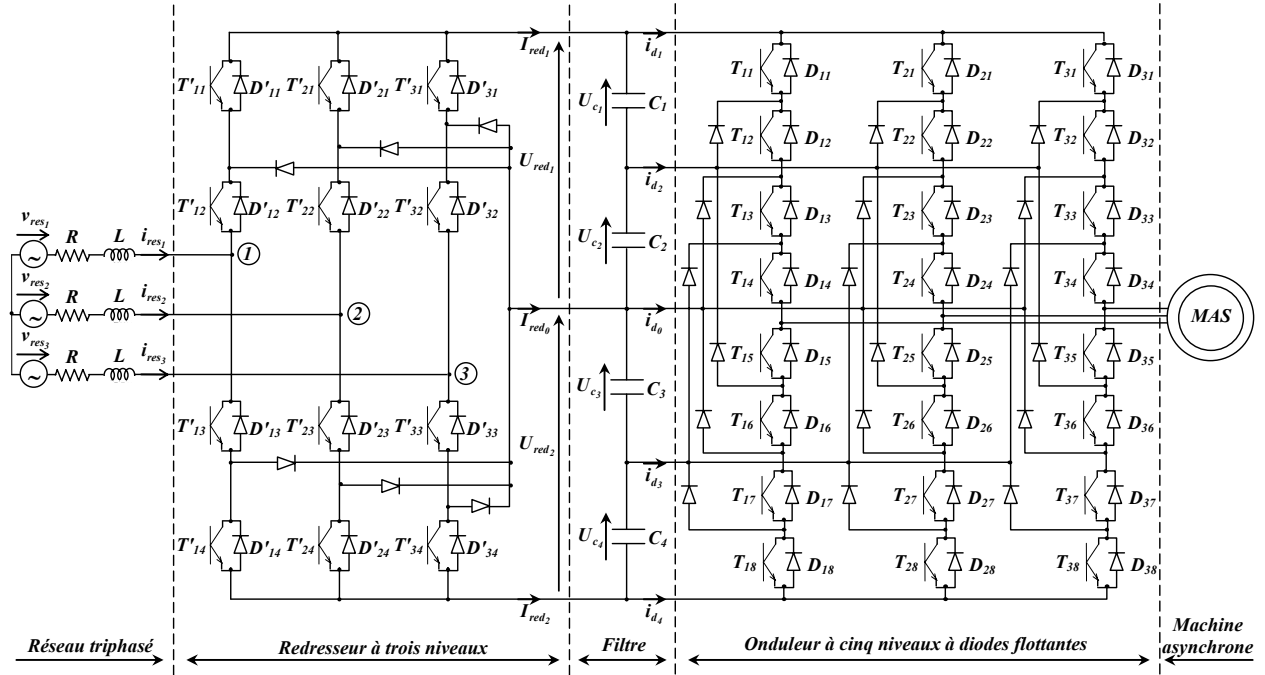 I_red1 i_d1
T'11 D'11 T'21 D'21 T'31 D'31
T11 D11 T21 D21 T31 D31
U_c1 C1
T12 D12 T22 D22 T32 D32
U_red1
i_d2
T'12 D'12 T'22 D'22 T'32 D'32
T13 D13 T23 D23 T33 D33
v_res1
R L i_res1 1
U_c2 C2
T14 D14 T24 D24 T34 D34
v_res2
R L i_res2 2
I_red0 i_d0
MAS
v_res3
R L i_res3 3
T15 D15 T25 D25 T35 D35
U_c3 C3
T'13 D'13 T'23 D'23 T'33 D'33
T16 D16 T26 D26 T36 D36
U_red2
i_d3
T17 D17 T27 D27 T37 D37
T'14 D'14 T'24 D'24 T'34 D'34
U_c4 C4
T18 D18 T28 D28 T38 D38
I_red2 i_d4
Réseau triphasé
Redresseur à trois niveaux
Filtre
Onduleur à cinq niveaux à diodes flottantes
Machine
asynchrone